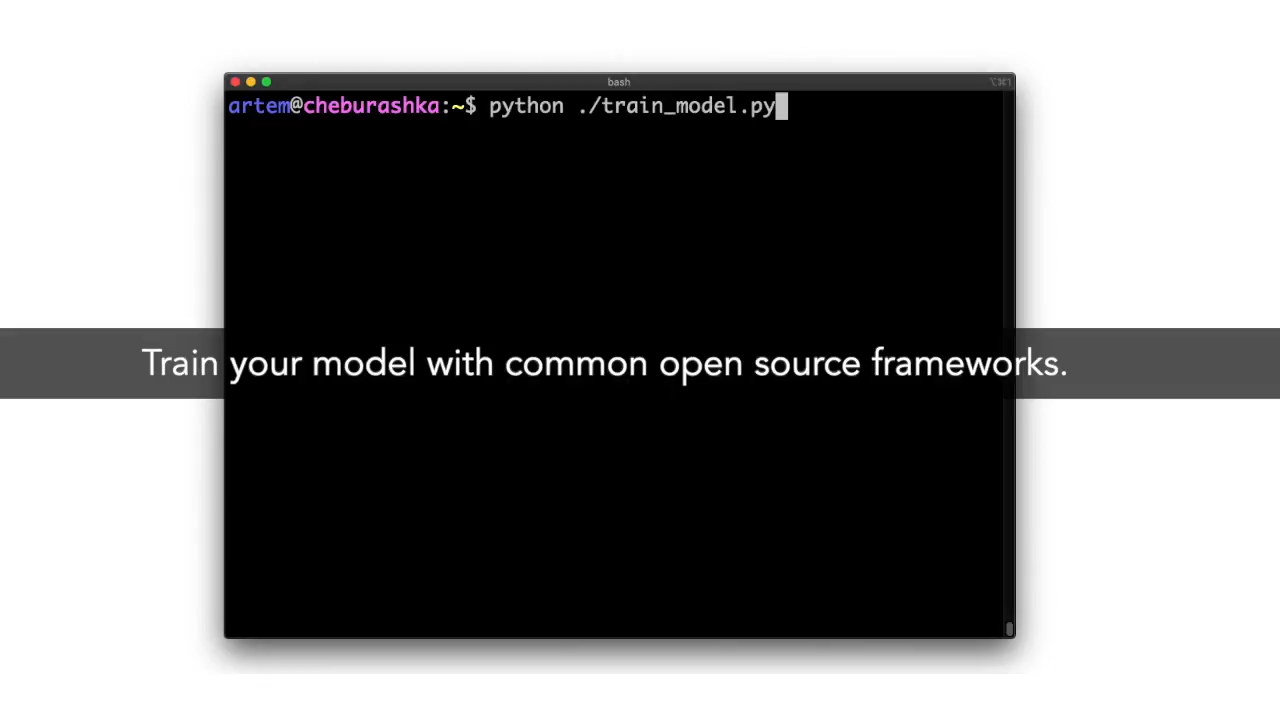 bash
artem@cheburashka:~$ python ./train_model.py
Train your model with common open source frameworks.